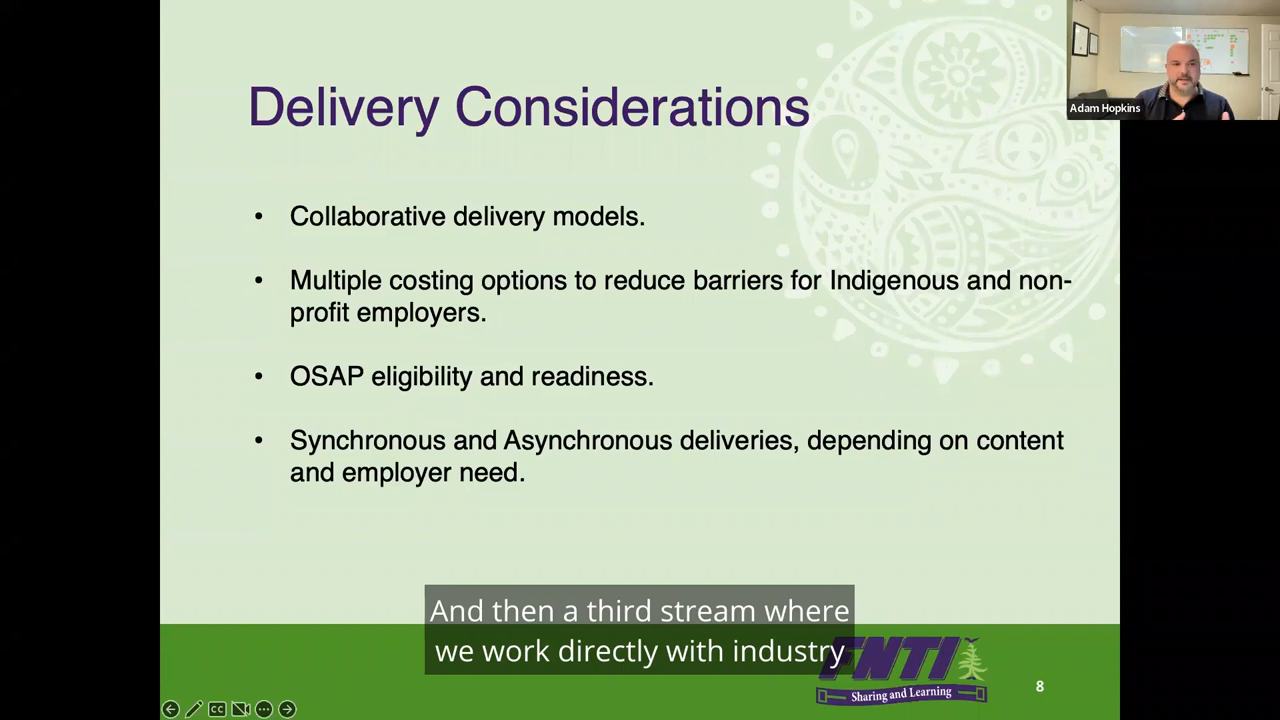 Delivery Considerations
Adam Hopkins
• Collaborative delivery models.
• Multiple costing options to reduce barriers for Indigenous and non-
profit employers.
• OSAP eligibility and readiness.
• Synchronous and Asynchronous deliveries, depending on content
and employer need.
And then a third stream where
we work directly with industry
FNTI
Sharing and Learning
8
CC